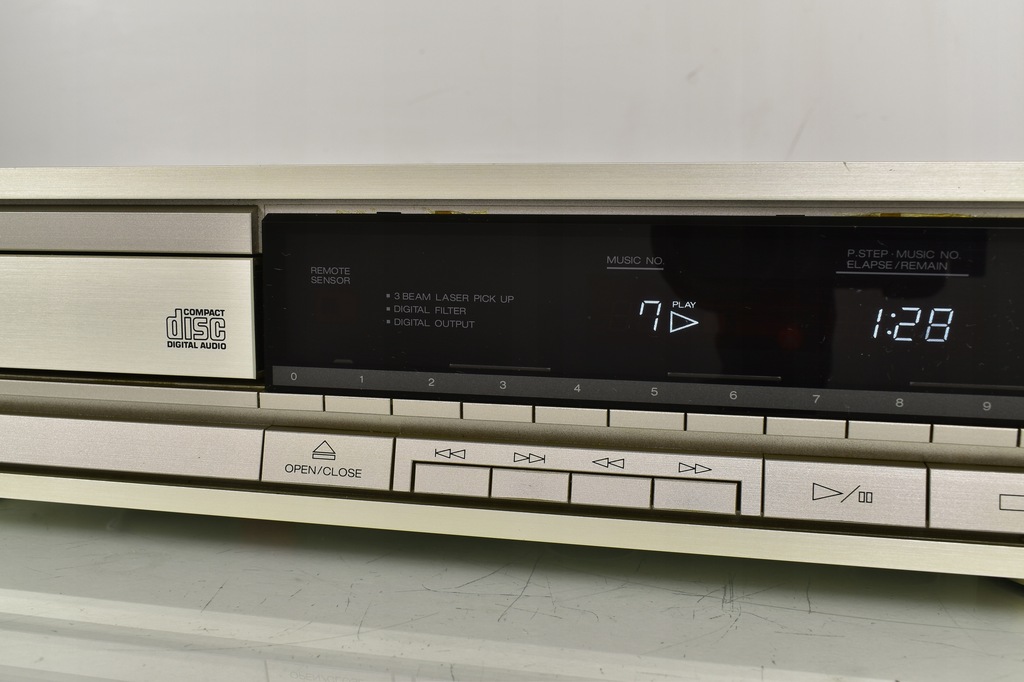 COMPACT
disc
DIGITAL AUDIO
REMOTE
SENSOR
3 BEAM LASER PICK UP
DIGITAL FILTER
DIGITAL OUTPUT
MUSIC NO.
7 PLAY
P.STEP · MUSIC NO.
ELAPSE/REMAIN
1:28
0 1 2 3 4 5 6 7 8 9
OPEN/CLOSE